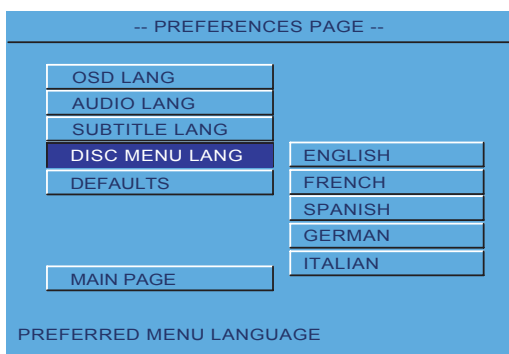 -- PREFERENCES PAGE --
OSD LANG
AUDIO LANG
SUBTITLE LANG
DISC MENU LANG
DEFAULTS
ENGLISH
FRENCH
SPANISH
GERMAN
ITALIAN
MAIN PAGE
PREFERRED MENU LANGUAGE